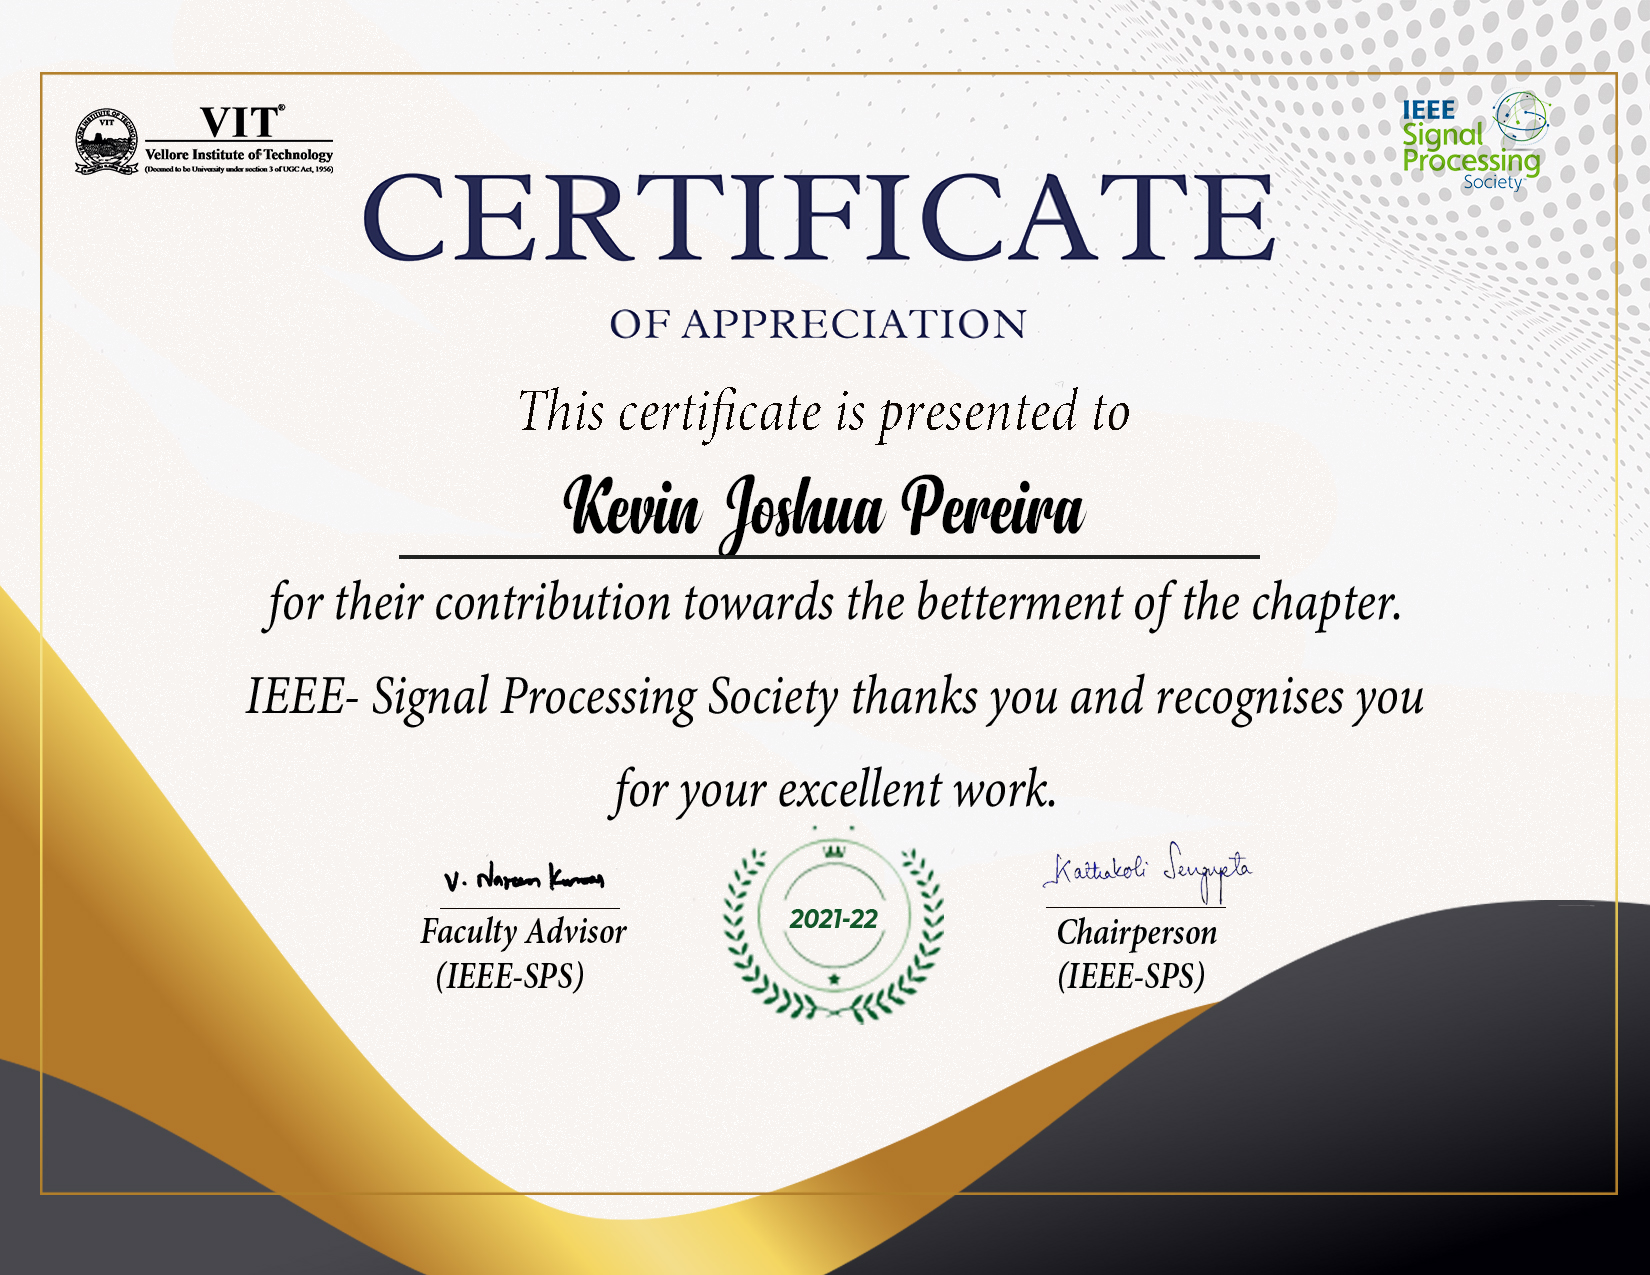 VIT®
Vellore Institute of Technology
(Deemed to be University under section 3 of UGC Act, 1956)
IEEE
Signal
Processing
Society
CERTIFICATE
OF APPRECIATION
This certificate is presented to
Kevin Joshua Pereira
for their contribution towards the betterment of the chapter.
IEEE- Signal Processing Society thanks you and recognises you
for your excellent work.
V. Naveen Kumar
Faculty Advisor
(IEEE-SPS)
2021-22
Kathakoli Sengupta
Chairperson
(IEEE-SPS)